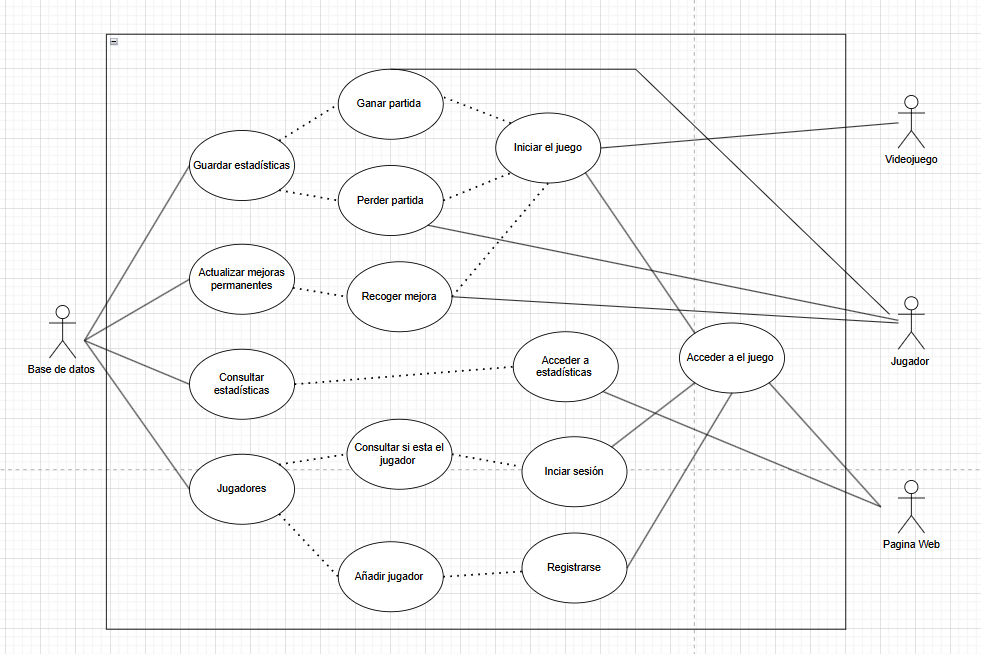 Ganar partida
Videojuego
Iniciar el juego
Guardar estadísticas
Perder partida
Actualizar mejoras
permanentes
Recoger mejora
Base de datos
Jugador
Acceder a el juego
Acceder a
estadísticas
Consultar
estadísticas
Consultar si esta el
jugador
Inciar sesión
Jugadores
Pagina Web
Añadir jugador
Registrarse